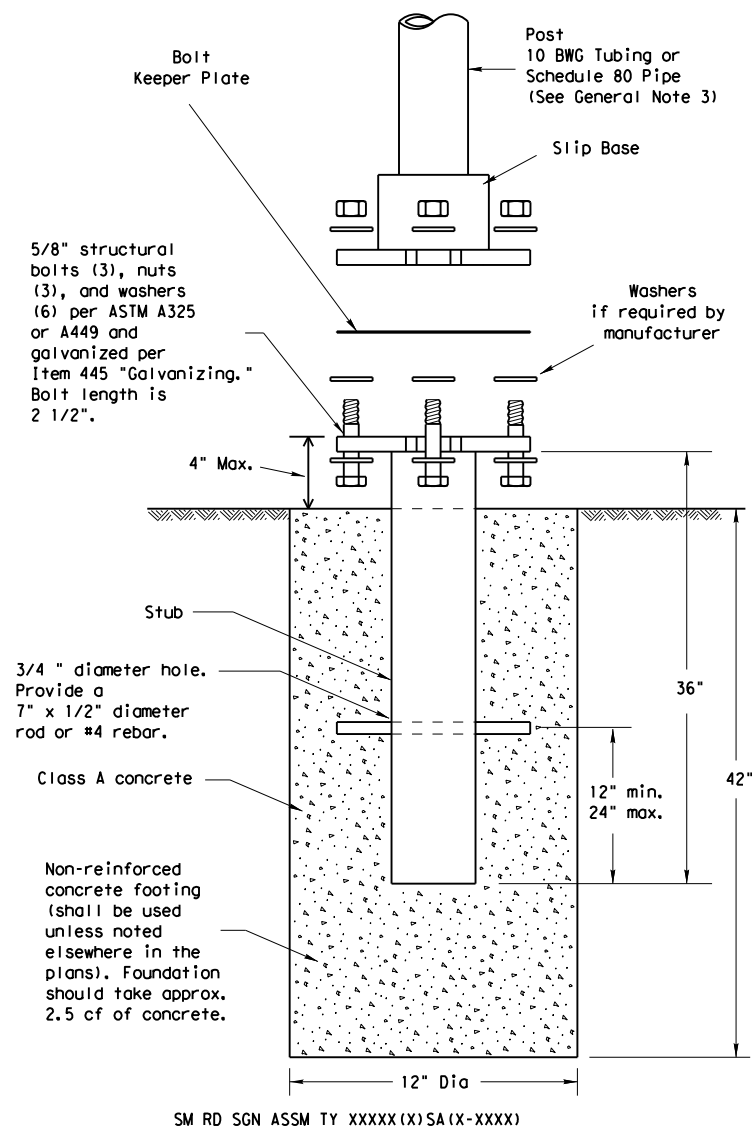 Bolt
Keeper Plate
Post
10 BWG Tubing or
Schedule 80 Pipe
(See General Note 3)
Slip Base
5/8" structural
bolts (3), nuts
(3), and washers
(6) per ASTM A325
or A449 and
galvanized per
Item 445 "Galvanizing."
Bolt length is
2 1/2".
Washers
if required by
manufacturer
4" Max.
Stub
3/4 " diameter hole.
Provide a
7" x 1/2" diameter
rod or #4 rebar.
36"
Class A concrete
12" min.
24" max.
42"
Non-reinforced
concrete footing
(shall be used
unless noted
elsewhere in the
plans). Foundation
should take approx.
2.5 cf of concrete.
12" Dia
SM RD SGN ASSM TY XXXXX(X)SA(X-XXXX)